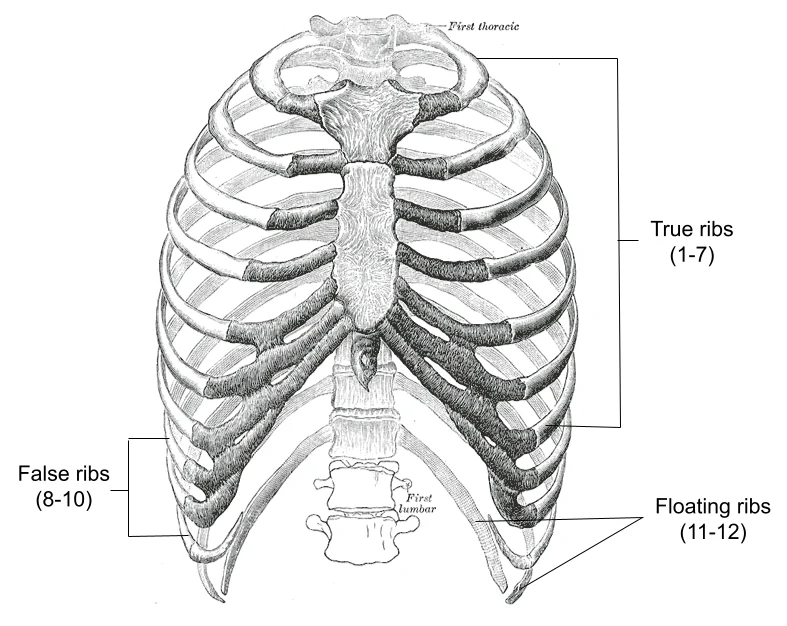 First thoracic
True ribs
(1-7)
False ribs
(8-10)
First
lumbar
Floating ribs
(11-12)